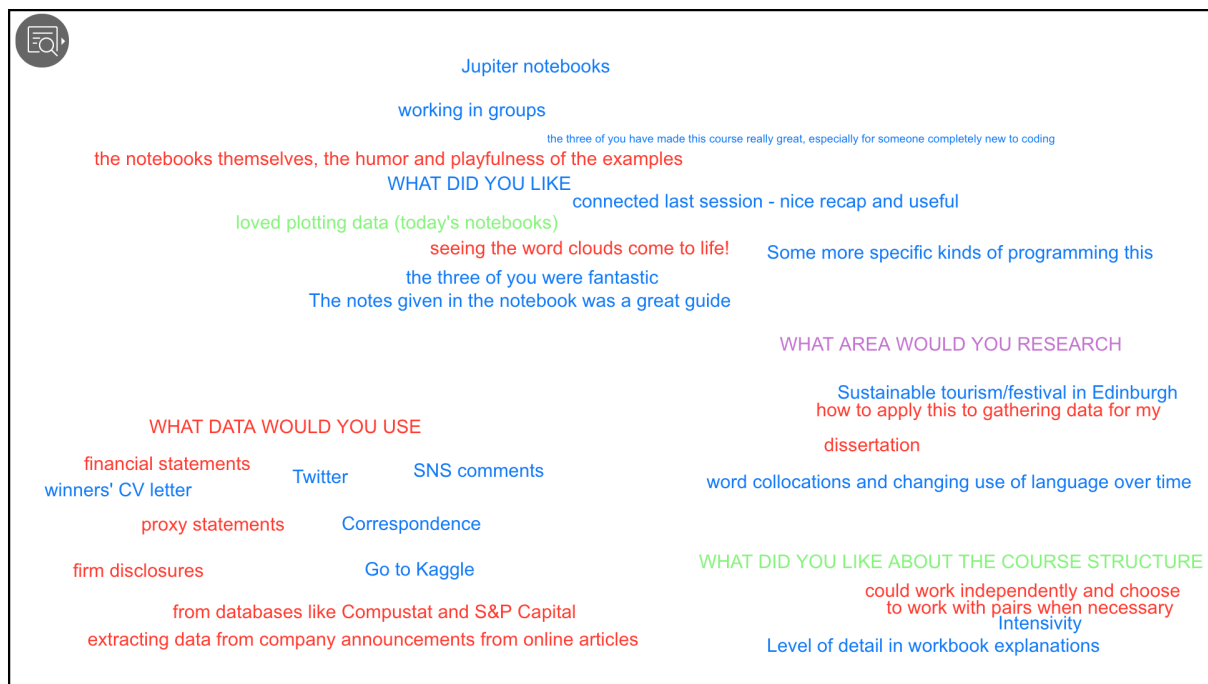 Jupiter notebooks
working in groups
the three of you have made this course really great, especially for someone completely new to coding
the notebooks themselves, the humor and playfulness of the examples
WHAT DID YOU LIKE
connected last session - nice recap and useful
loved plotting data (today's notebooks)
seeing the word clouds come to life!
Some more specific kinds of programming this
the three of you were fantastic
The notes given in the notebook was a great guide
WHAT AREA WOULD YOU RESEARCH
Sustainable tourism/festival in Edinburgh
how to apply this to gathering data for my
dissertation
word collocations and changing use of language over time
WHAT DATA WOULD YOU USE
financial statements
Twitter
SNS comments
winners' CV letter
proxy statements
Correspondence
firm disclosures
Go to Kaggle
from databases like Compustat and S&P Capital
extracting data from company announcements from online articles
WHAT DID YOU LIKE ABOUT THE COURSE STRUCTURE
could work independently and choose
to work with pairs when necessary
Intensivity
Level of detail in workbook explanations